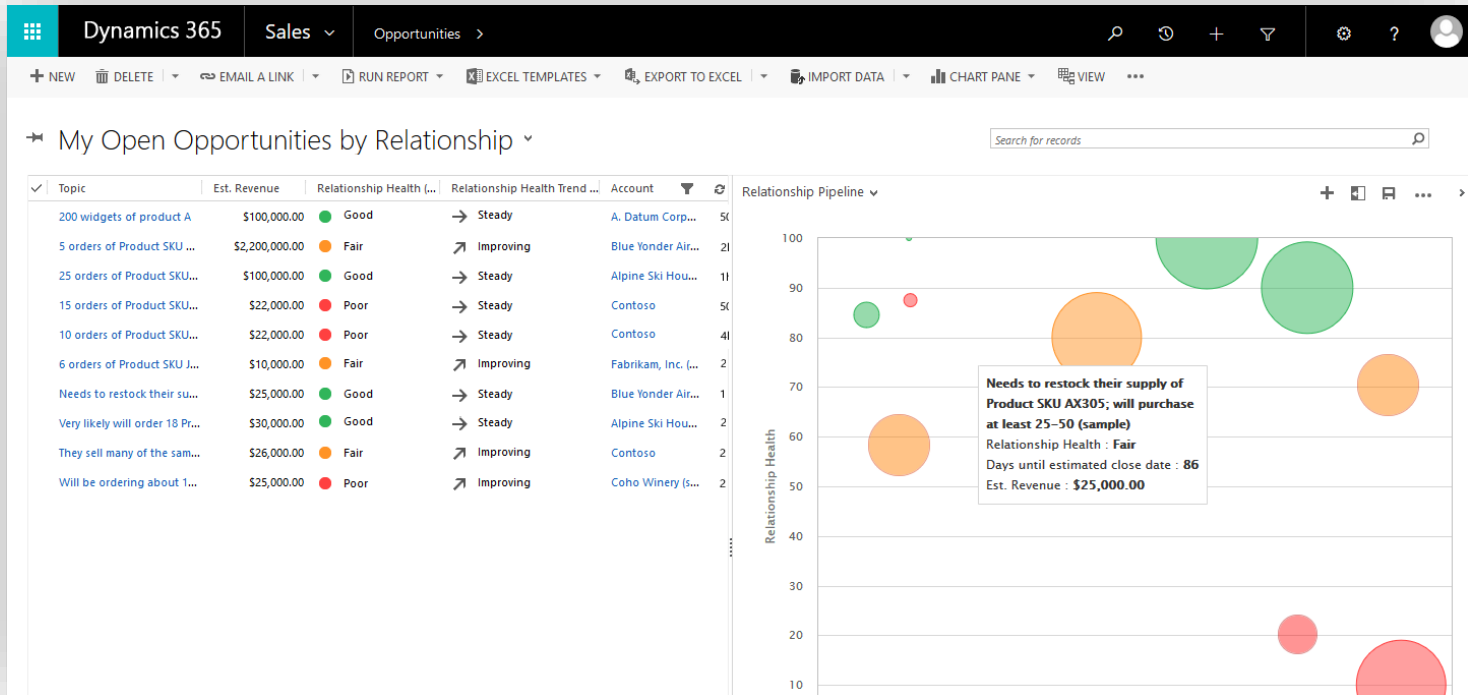 Dynamics 365 Sales Opportunities
NEW DELETE EMAIL A LINK RUN REPORT EXCEL TEMPLATES EXPORT TO EXCEL IMPORT DATA CHART PANE VIEW
My Open Opportunities by Relationship
Search for records
Topic Est. Revenue Relationship Health (... Relationship Health Trend ... Account
200 widgets of product A $100,000.00 Good Steady A. Datum Corp...
5 orders of Product SKU ... $2,200,000.00 Fair Improving Blue Yonder Air...
25 orders of Product SKU... $100,000.00 Good Steady Alpine Ski Hou...
15 orders of Product SKU... $22,000.00 Poor Steady Contoso
10 orders of Product SKU... $22,000.00 Poor Steady Contoso
6 orders of Product SKU J... $10,000.00 Fair Improving Fabrikam, Inc. (...
Needs to restock their su... $25,000.00 Good Steady Blue Yonder Air...
Very likely will order 18 Pr... $30,000.00 Good Steady Alpine Ski Hou...
They sell many of the sam... $26,000.00 Fair Improving Contoso
Will be ordering about 1... $25,000.00 Poor Improving Coho Winery (s...
Relationship Pipeline
Relationship Health
100
90
80
70
60
50
40
30
20
10
Needs to restock their supply of
Product SKU AX305; will purchase
at least 25–50 (sample)
Relationship Health : Fair
Days until estimated close date : 86
Est. Revenue : $25,000.00